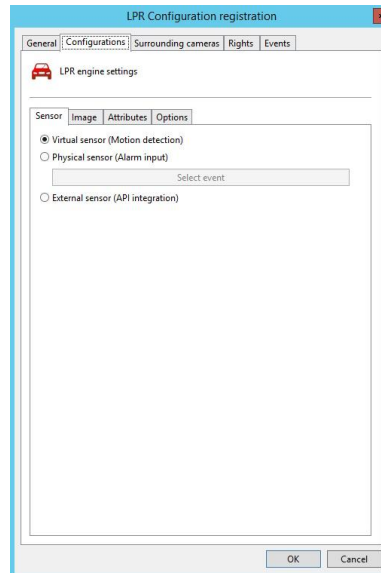 LPR Configuration registration
General Configurations Surrounding cameras Rights Events
LPR engine settings
Sensor Image Attributes Options
Virtual sensor (Motion detection)
Physical sensor (Alarm input)
Select event
External sensor (API integration)
OK Cancel